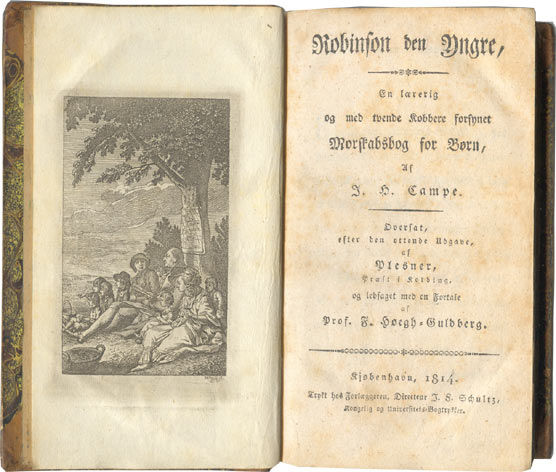 Robinson den Yngre,
En lærerig
og med tvende Kobbere forsynet
Morskabsbog for Børn,
Af
J. H. Campe.
Oversat,
efter den ottende Udgave,
af
Plesner,
Præst i Kolding,
og ledsaget med en Fortale
af
Prof. F. Høegh-Guldberg.
Kjøbenhavn, 1814.
Trykt hos Forlæggeren, Directeur J. F. Schultz,
Kongelig og Universitets-Bogtrykker.